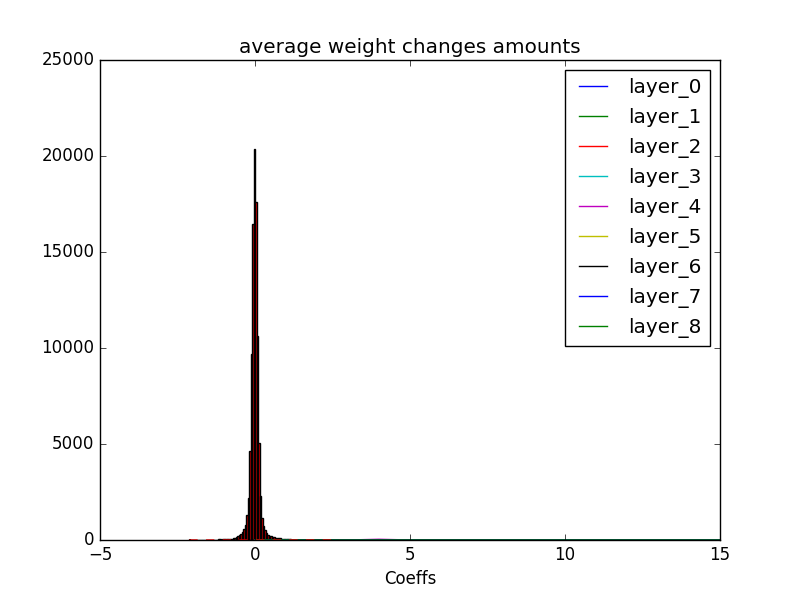 average weight changes amounts
25000
20000
15000
10000
5000
0
−5
0
5
10
15
Coeffs
layer_0
layer_1
layer_2
layer_3
layer_4
layer_5
layer_6
layer_7
layer_8